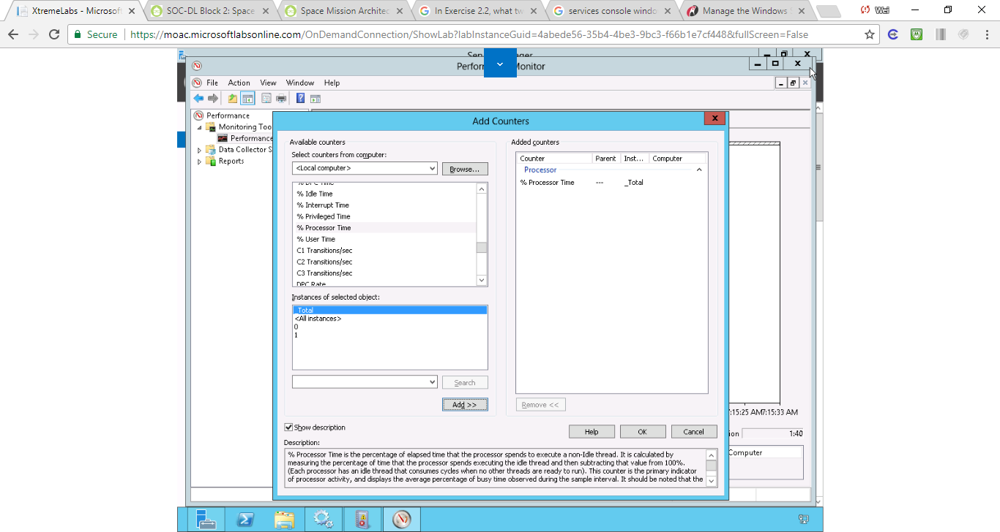 XtremeLabs - Microsoft
SOC-DL Block 2: Space
Space Mission Architec
In Exercise 2.2, what tw
services console windo
Manage the Windows
Wei
Secure
https://moac.microsoftlabsonline.com/OnDemandConnection/ShowLab?labInstanceGuid=4abede56-35b4-4be3-9bc3-f66b1e7cf448&fullScreen=False
Monitor
File Action View Window Help
Performance
Monitoring Too
Performance
Data Collector S
Reports
Add Counters
Available counters
Select counters from computer:
<Local computer>
Browse...
% DPC Time
% Idle Time
% Interrupt Time
% Privileged Time
% Processor Time
% User Time
C1 Transitions/sec
C2 Transitions/sec
C3 Transitions/sec
DPC Rate
Instances of selected object:
_Total
<All instances>
0
1
Search
Add >>
Added counters
Counter Parent Inst... Computer
Processor
% Processor Time --- _Total
Remove <<
Show description
Help OK Cancel
Description:
% Processor Time is the percentage of elapsed time that the processor spends to execute a non-Idle thread. It is calculated by
measuring the percentage of time that the processor spends executing the idle thread and then subtracting that value from 100%.
(Each processor has an idle thread that consumes cycles when no other threads are ready to run). This counter is the primary indicator
of processor activity, and displays the average percentage of busy time observed during the sample interval. It should be noted that the
:15:25 AM7:15:33 AM
ion 1:40
Computer